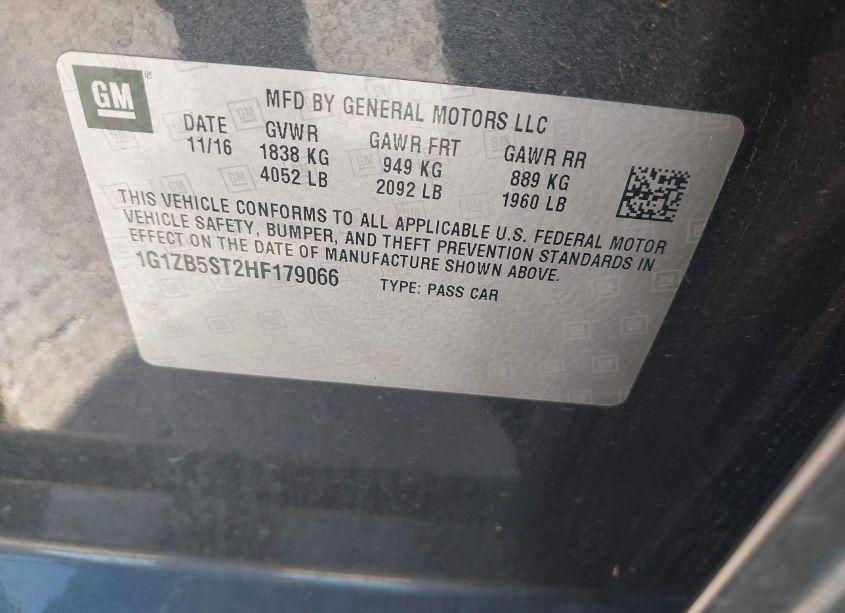 GM
MFD BY GENERAL MOTORS LLC
DATE GVWR GAWR FRT GAWR RR
11/16 1838 KG 949 KG 889 KG
4052 LB 2092 LB 1960 LB
THIS VEHICLE CONFORMS TO ALL APPLICABLE U.S. FEDERAL MOTOR
VEHICLE SAFETY, BUMPER, AND THEFT PREVENTION STANDARDS IN
EFFECT ON THE DATE OF MANUFACTURE SHOWN ABOVE.
1G1ZB5ST2HF179066 TYPE: PASS CAR